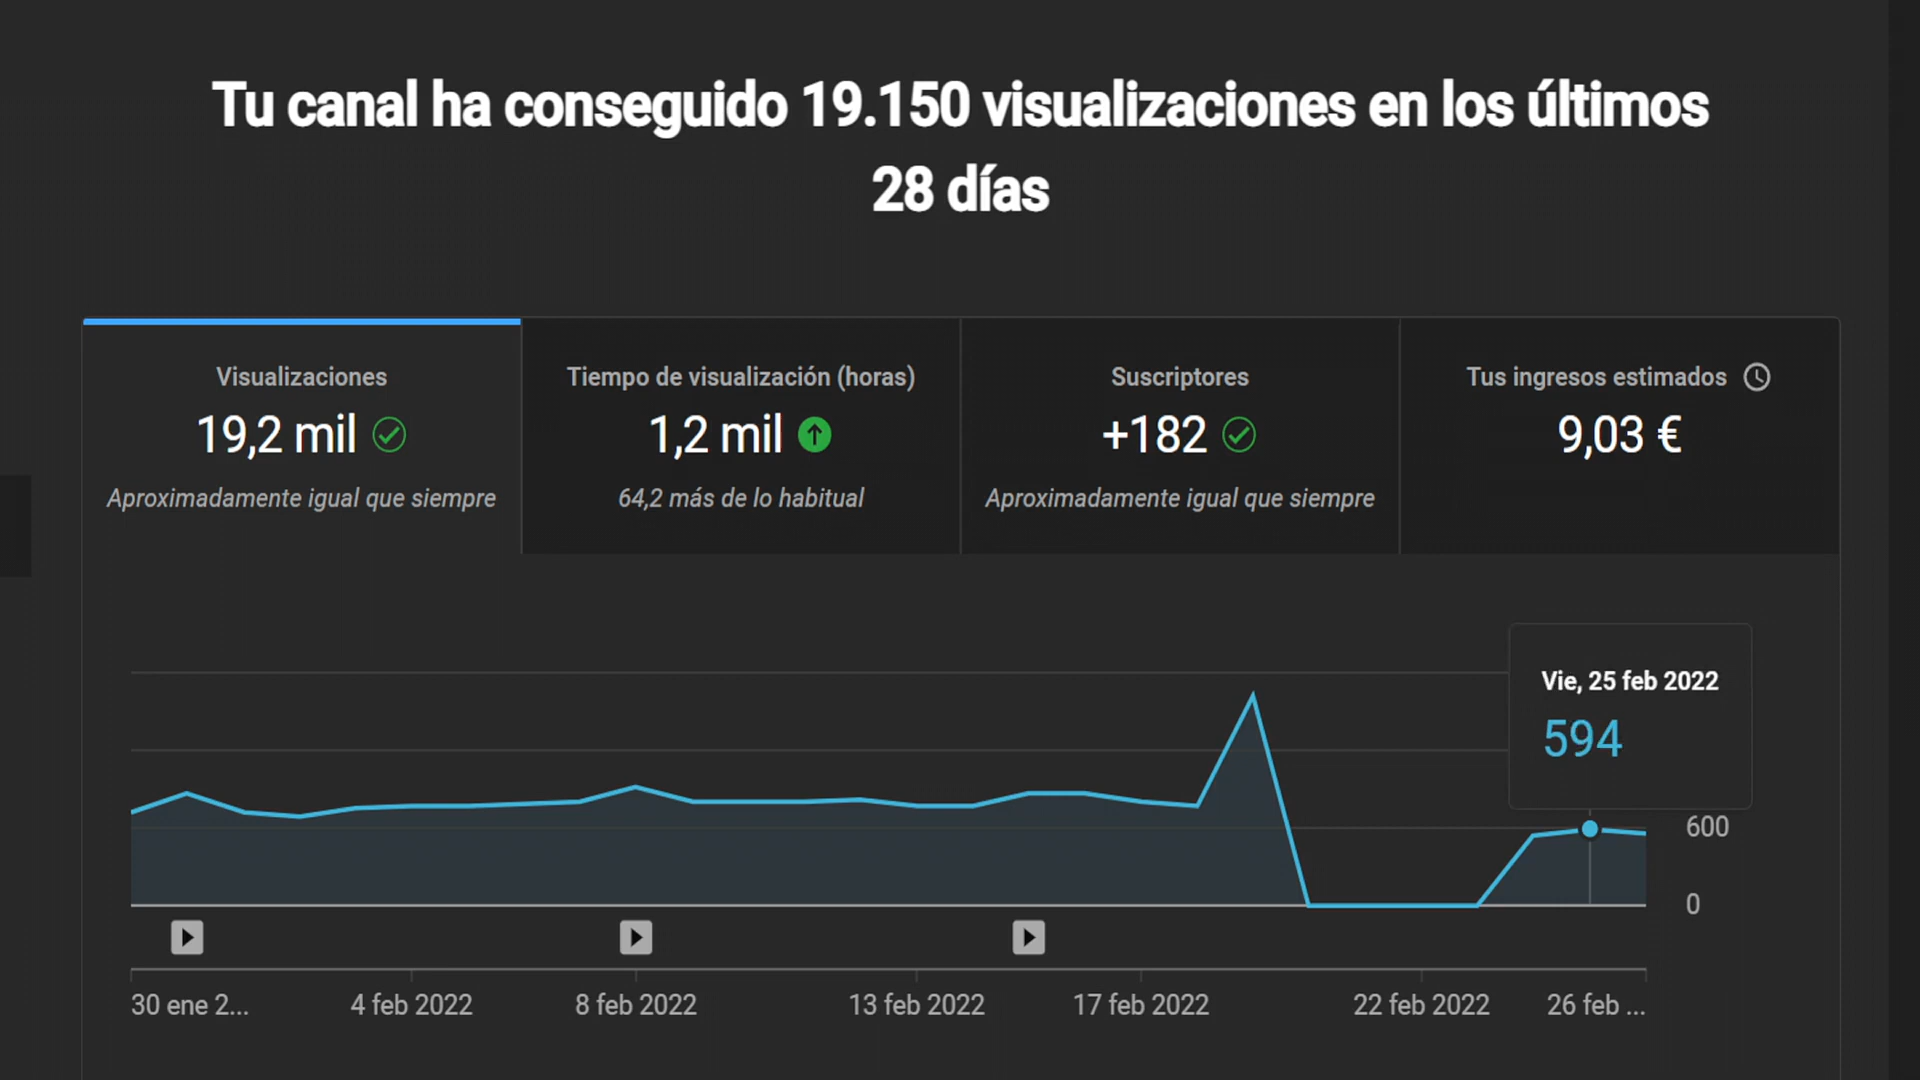 Tu canal ha conseguido 19.150 visualizaciones en los últimos
28 días
Visualizaciones
19,2 mil
Aproximadamente igual que siempre
Tiempo de visualización (horas)
1,2 mil
64,2 más de lo habitual
Suscriptores
+182
Aproximadamente igual que siempre
Tus ingresos estimados
9,03 €
Vie, 25 feb 2022
594
600
0
30 ene 2...
4 feb 2022
8 feb 2022
13 feb 2022
17 feb 2022
22 feb 2022
26 feb ...